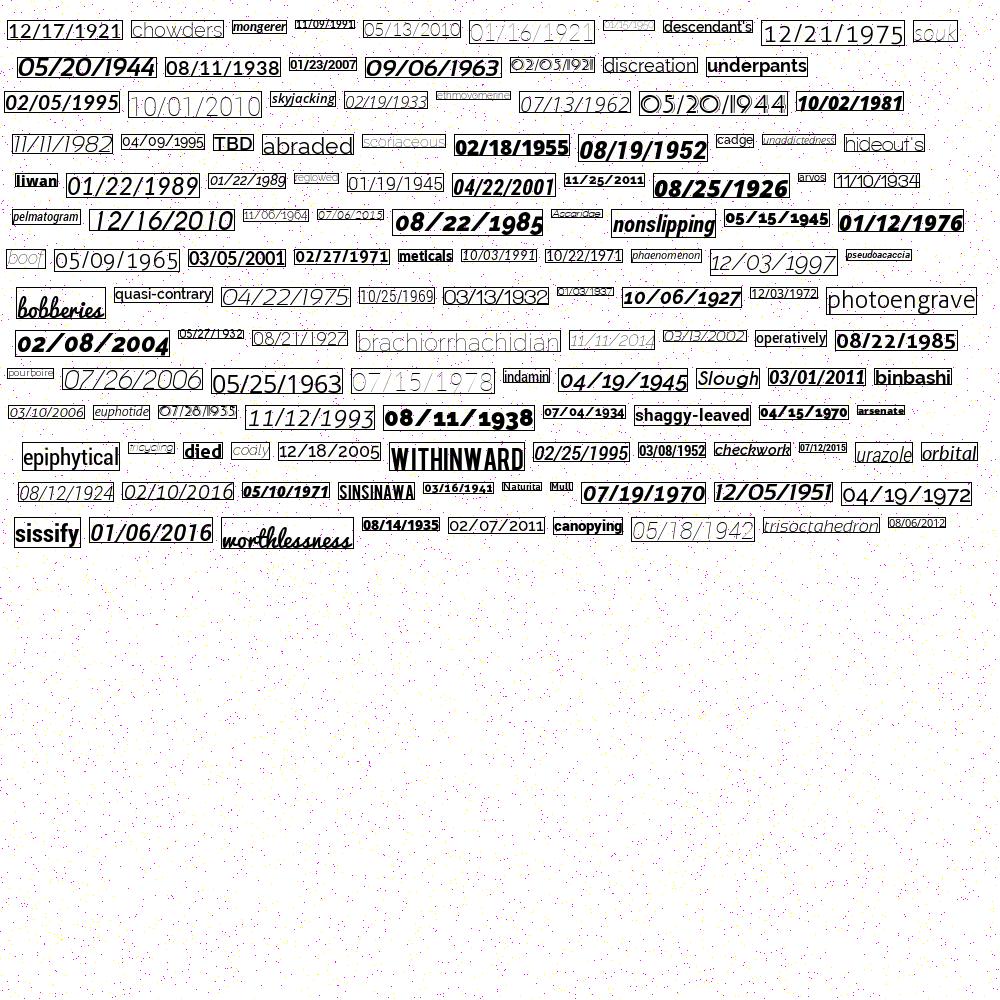 12/17/1921 chowders mongerer 11/09/1991 05/13/2010 01/16/1921 descendant's 12/21/1975 souk
05/20/1944 08/11/1938 01/23/2007 09/06/1963 02/05/1921 discreation underpants
02/05/1995 10/01/2010 skyjacking 02/19/1933 ethmovomerine 07/13/1962 05/20/1944 10/02/1981
11/11/1982 04/09/1995 TBD abraded scoriaceous 02/18/1955 08/19/1952 cadge unaddictedness hideout's
liwan 01/22/1989 01/22/1989 reglowed 01/19/1945 04/22/2001 11/25/2011 08/25/1926 arvos 11/10/1934
pelmatogram 12/16/2010 11/06/1964 07/06/2015 08/22/1985 Ascaridae nonslipping 05/15/1945 01/12/1976
boof 05/09/1965 03/05/2001 02/27/1971 meticals 10/03/1991 10/22/1971 phaenomenon 12/03/1997 pseudoacaccia
bobberies quasi-contrary 04/22/1975 10/25/1969 03/13/1932 01/03/1937 10/06/1927 12/03/1972 photoengrave
02/08/2004 05/27/1932 08/21/1927 brachiorrhachidian 11/11/2014 03/13/2002 operatively 08/22/1985
pourboire 07/26/2006 05/25/1963 07/15/1978 indamin 04/19/1945 Slough 03/01/2011 binbashi
03/10/2006 euphotide 07/28/1935 11/12/1993 08/11/1938 07/04/1934 shaggy-leaved 04/15/1970 arsenate
epiphytical tricycling died codly 12/18/2005 WITHINWARD 02/25/1995 03/08/1952 checkwork 07/12/2015 urazole orbital
08/12/1924 02/10/2016 05/10/1971 SINSINAWA 03/16/1941 Naturita Mull 07/19/1970 12/05/1951 04/19/1972
sissify 01/06/2016 worthlessness 08/14/1935 02/07/2011 canopying 05/18/1942 trisoctahedron 08/06/2012